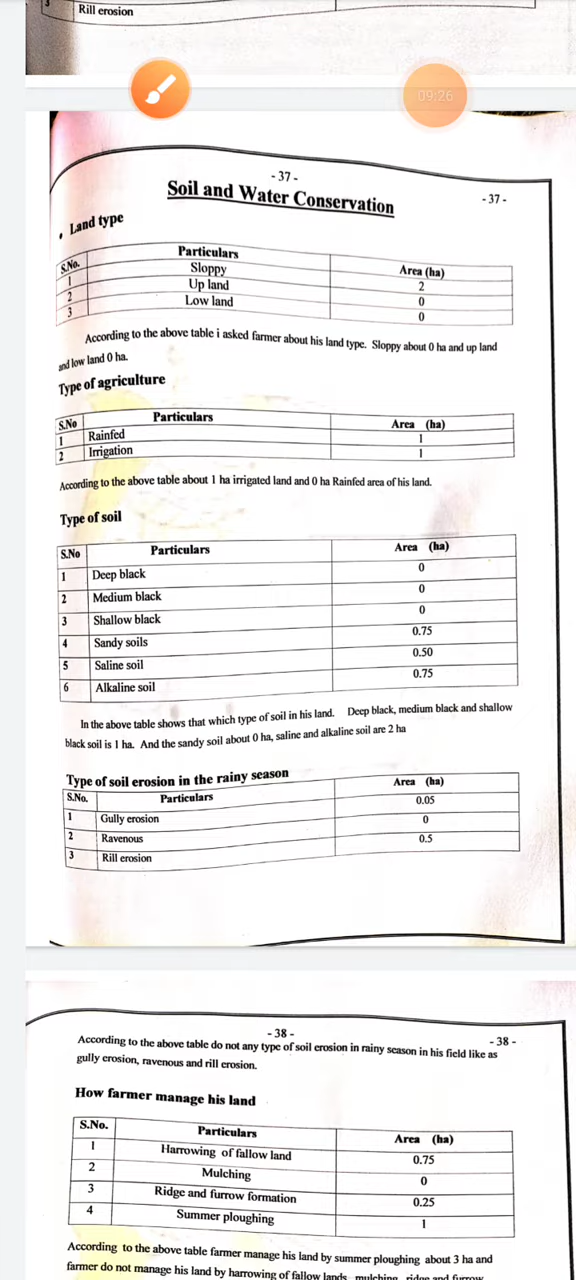 3 Rill erosion
09:26
- 37 -
Soil and Water Conservation - 37 -
• Land type
S.No. Particulars Area (ha)
1 Sloppy 2
2 Up land 0
3 Low land 0
According to the above table i asked farmer about his land type. Sloppy about 0 ha and up land
and low land 0 ha.
Type of agriculture
S.No Particulars Area (ha)
1 Rainfed 1
2 Irrigation 1
According to the above table about 1 ha irrigated land and 0 ha Rainfed area of his land.
Type of soil
S.No Particulars Area (ha)
1 Deep black 0
2 Medium black 0
3 Shallow black 0
4 Sandy soils 0.75
5 Saline soil 0.50
6 Alkaline soil 0.75
In the above table shows that which type of soil in his land. Deep black, medium black and shallow
black soil is 1 ha. And the sandy soil about 0 ha, saline and alkaline soil are 2 ha
Type of soil erosion in the rainy season
S.No. Particulars Area (ha)
1 Gully erosion 0.05
2 Ravenous 0
3 Rill erosion 0.5
- 38 -
- 38 -
According to the above table do not any type of soil erosion in rainy season in his field like as
gully erosion, ravenous and rill erosion.
How farmer manage his land
S.No. Particulars Area (ha)
1 Harrowing of fallow land 0.75
2 Mulching 0
3 Ridge and furrow formation 0.25
4 Summer ploughing 1
According to the above table farmer manage his land by summer ploughing about 3 ha and
farmer do not manage his land by harrowing of fallow lands, mulching, ridge and furrow